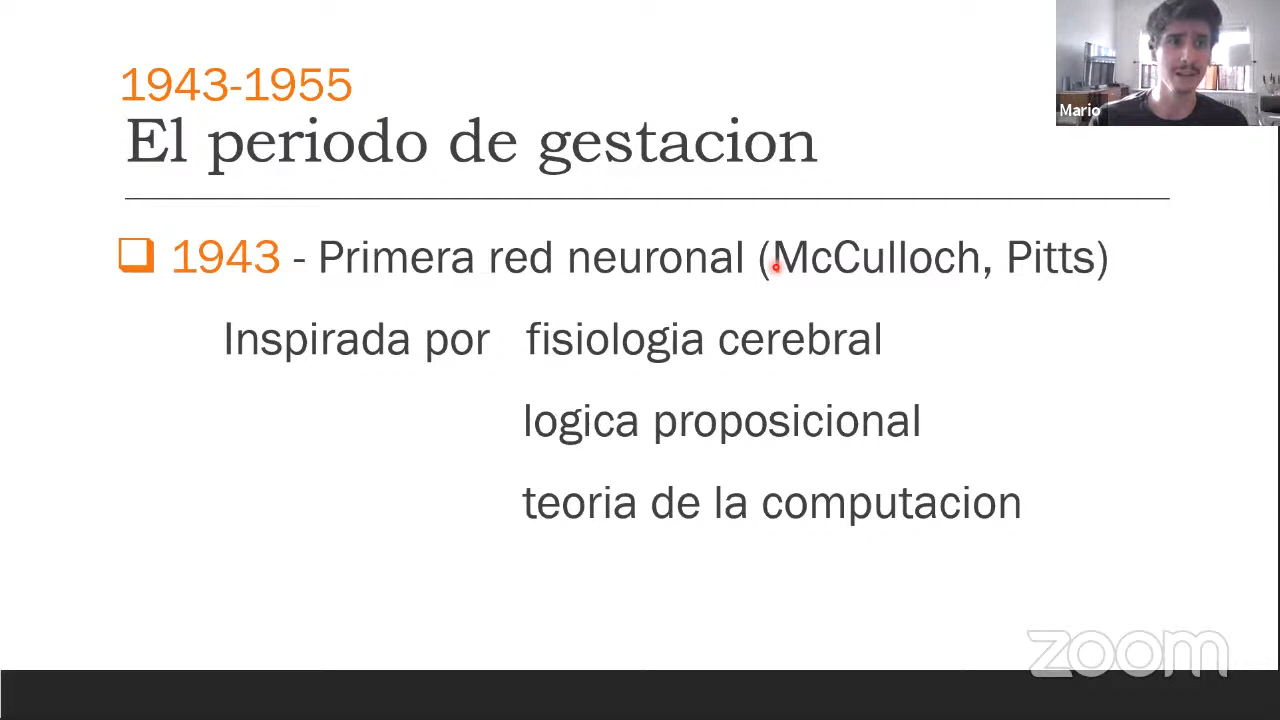 1943-1955
El periodo de gestacion
Mario
1943 - Primera red neuronal (McCulloch, Pitts)
Inspirada por fisiologia cerebral
logica proposicional
teoria de la computacion
zoom